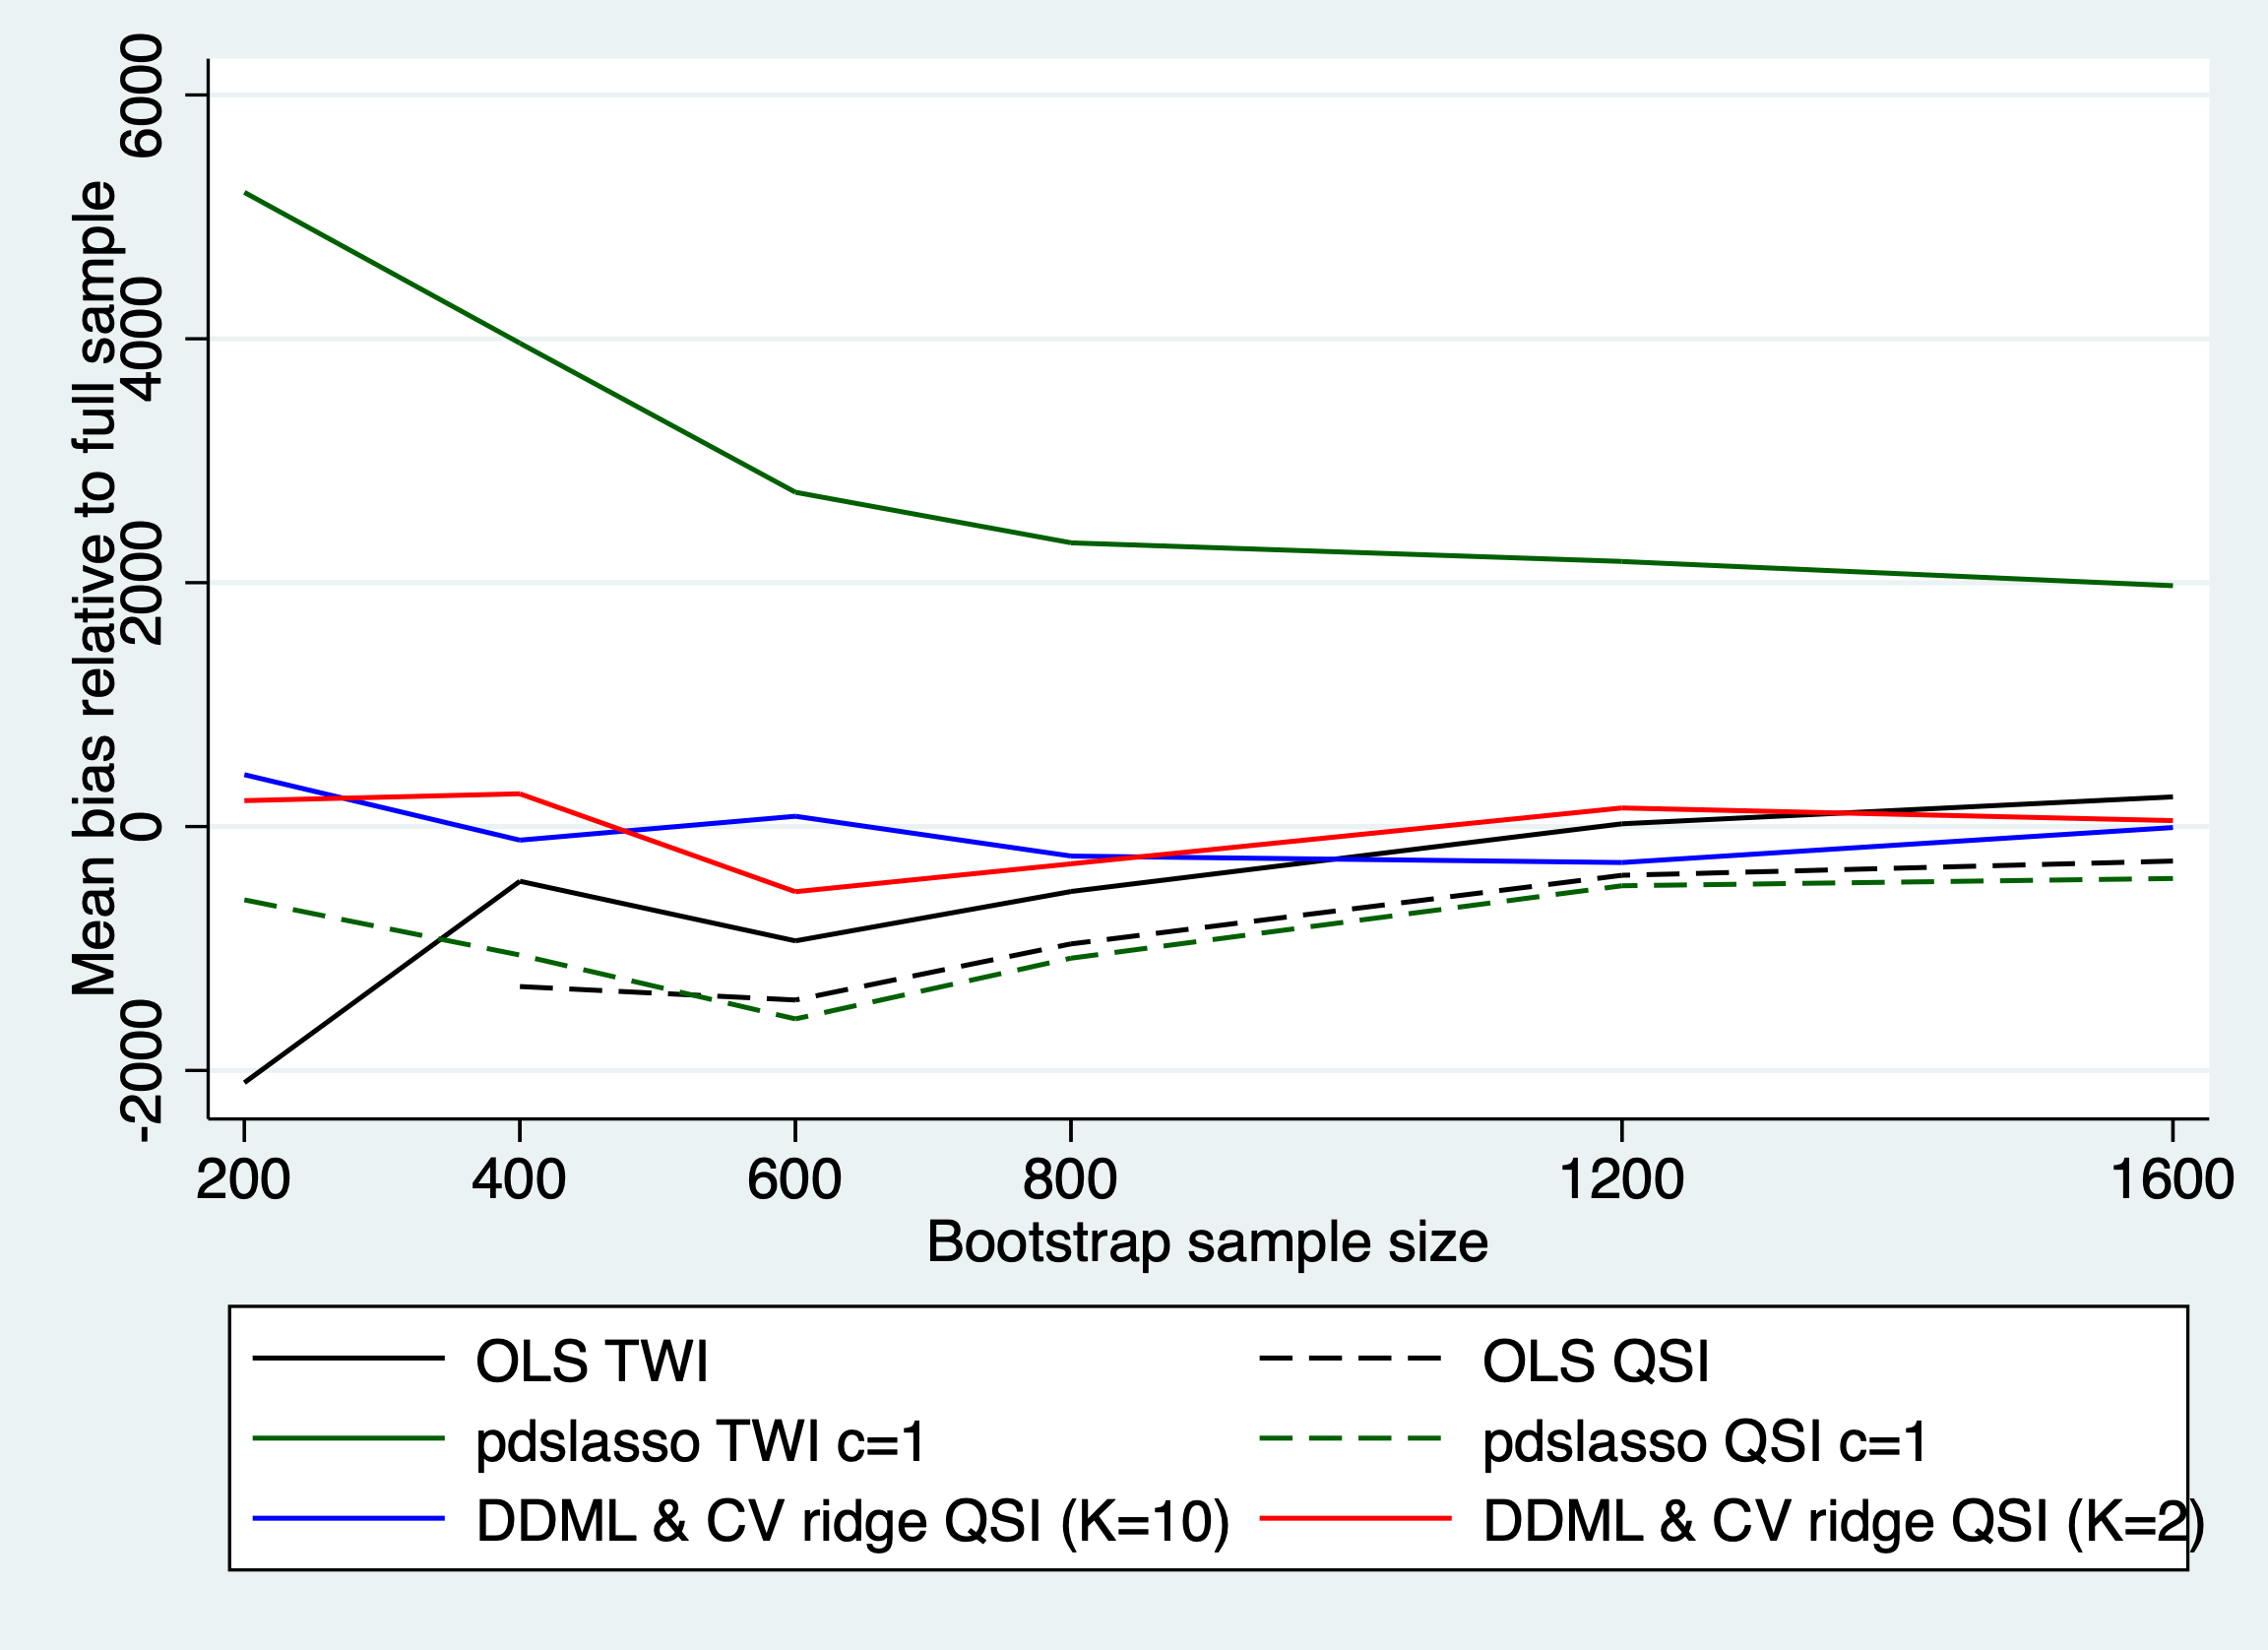 Mean bias relative to full sample
6000
4000
2000
0
-2000
200 400 600 800 1200 1600
Bootstrap sample size
OLS TWI OLS QSI
pdslasso TWI c=1 pdslasso QSI c=1
DDML & CV ridge QSI (K=10) DDML & CV ridge QSI (K=2)